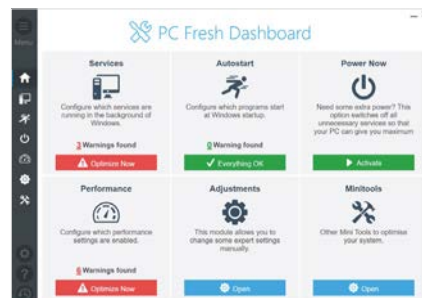 PC Fresh Dashboard
Menu
Services
Configure which services are
running in the background of
Windows.
3 Warnings found
Optimize Now
Autostart
Configure which programs start
at Windows startup.
0 Warning found
Everything OK
Power Now
Need some extra power? This
option switches off all
unnecessary services so that
your PC can give you maximum
Activate
Performance
Configure which performance
settings are enabled.
6 Warnings found
Optimize Now
Adjustments
This module allows you to
change some expert settings
manually.
Open
Minitools
Other Mini Tools to optimise
your system.
Open